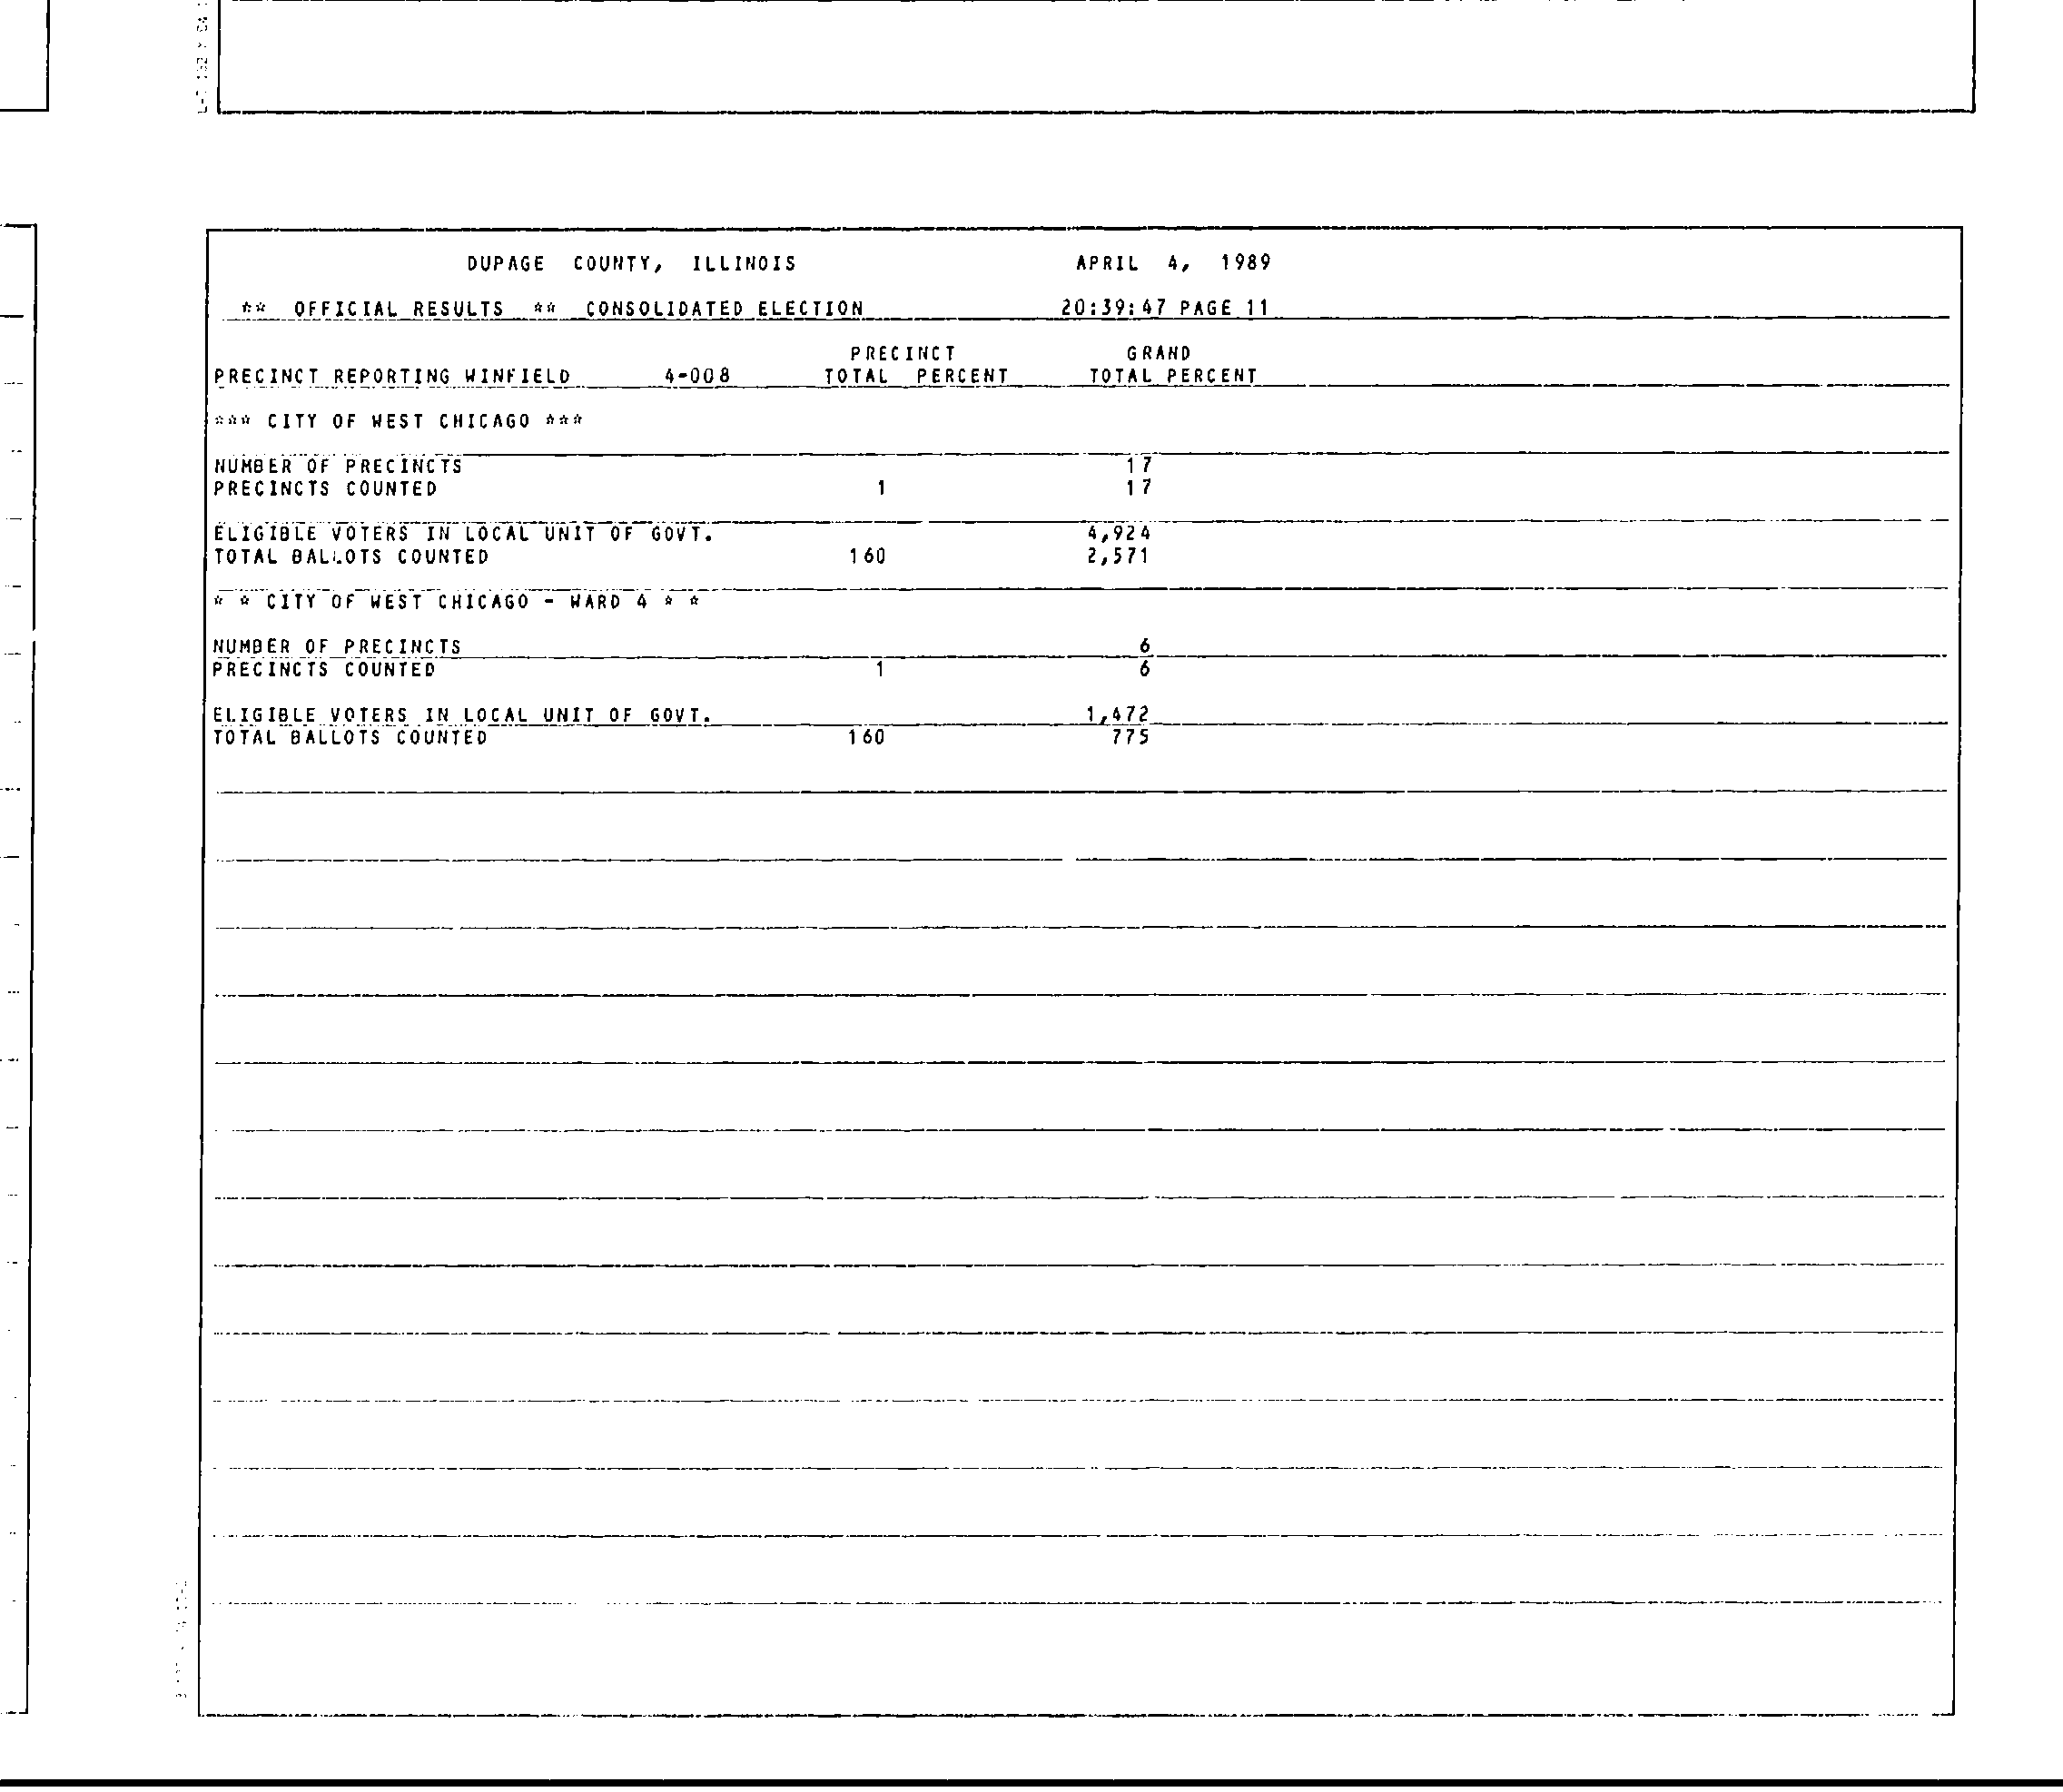 DUPAGE COUNTY, ILLINOIS APRIL 4, 1989
** OFFICIAL RESULTS ** CONSOLIDATED ELECTION 20:39:47 PAGE 11
PRECINCT GRAND
PRECINCT REPORTING WINFIELD 4-008 TOTAL PERCENT TOTAL PERCENT
*** CITY OF WEST CHICAGO ***
NUMBER OF PRECINCTS 17
PRECINCTS COUNTED 1 17
ELIGIBLE VOTERS IN LOCAL UNIT OF GOVT. 4,924
TOTAL BALLOTS COUNTED 160 2,571
* * CITY OF WEST CHICAGO - WARD 4 * *
NUMBER OF PRECINCTS 6
PRECINCTS COUNTED 1 6
ELIGIBLE VOTERS IN LOCAL UNIT OF GOVT. 1,472
TOTAL BALLOTS COUNTED 160 775